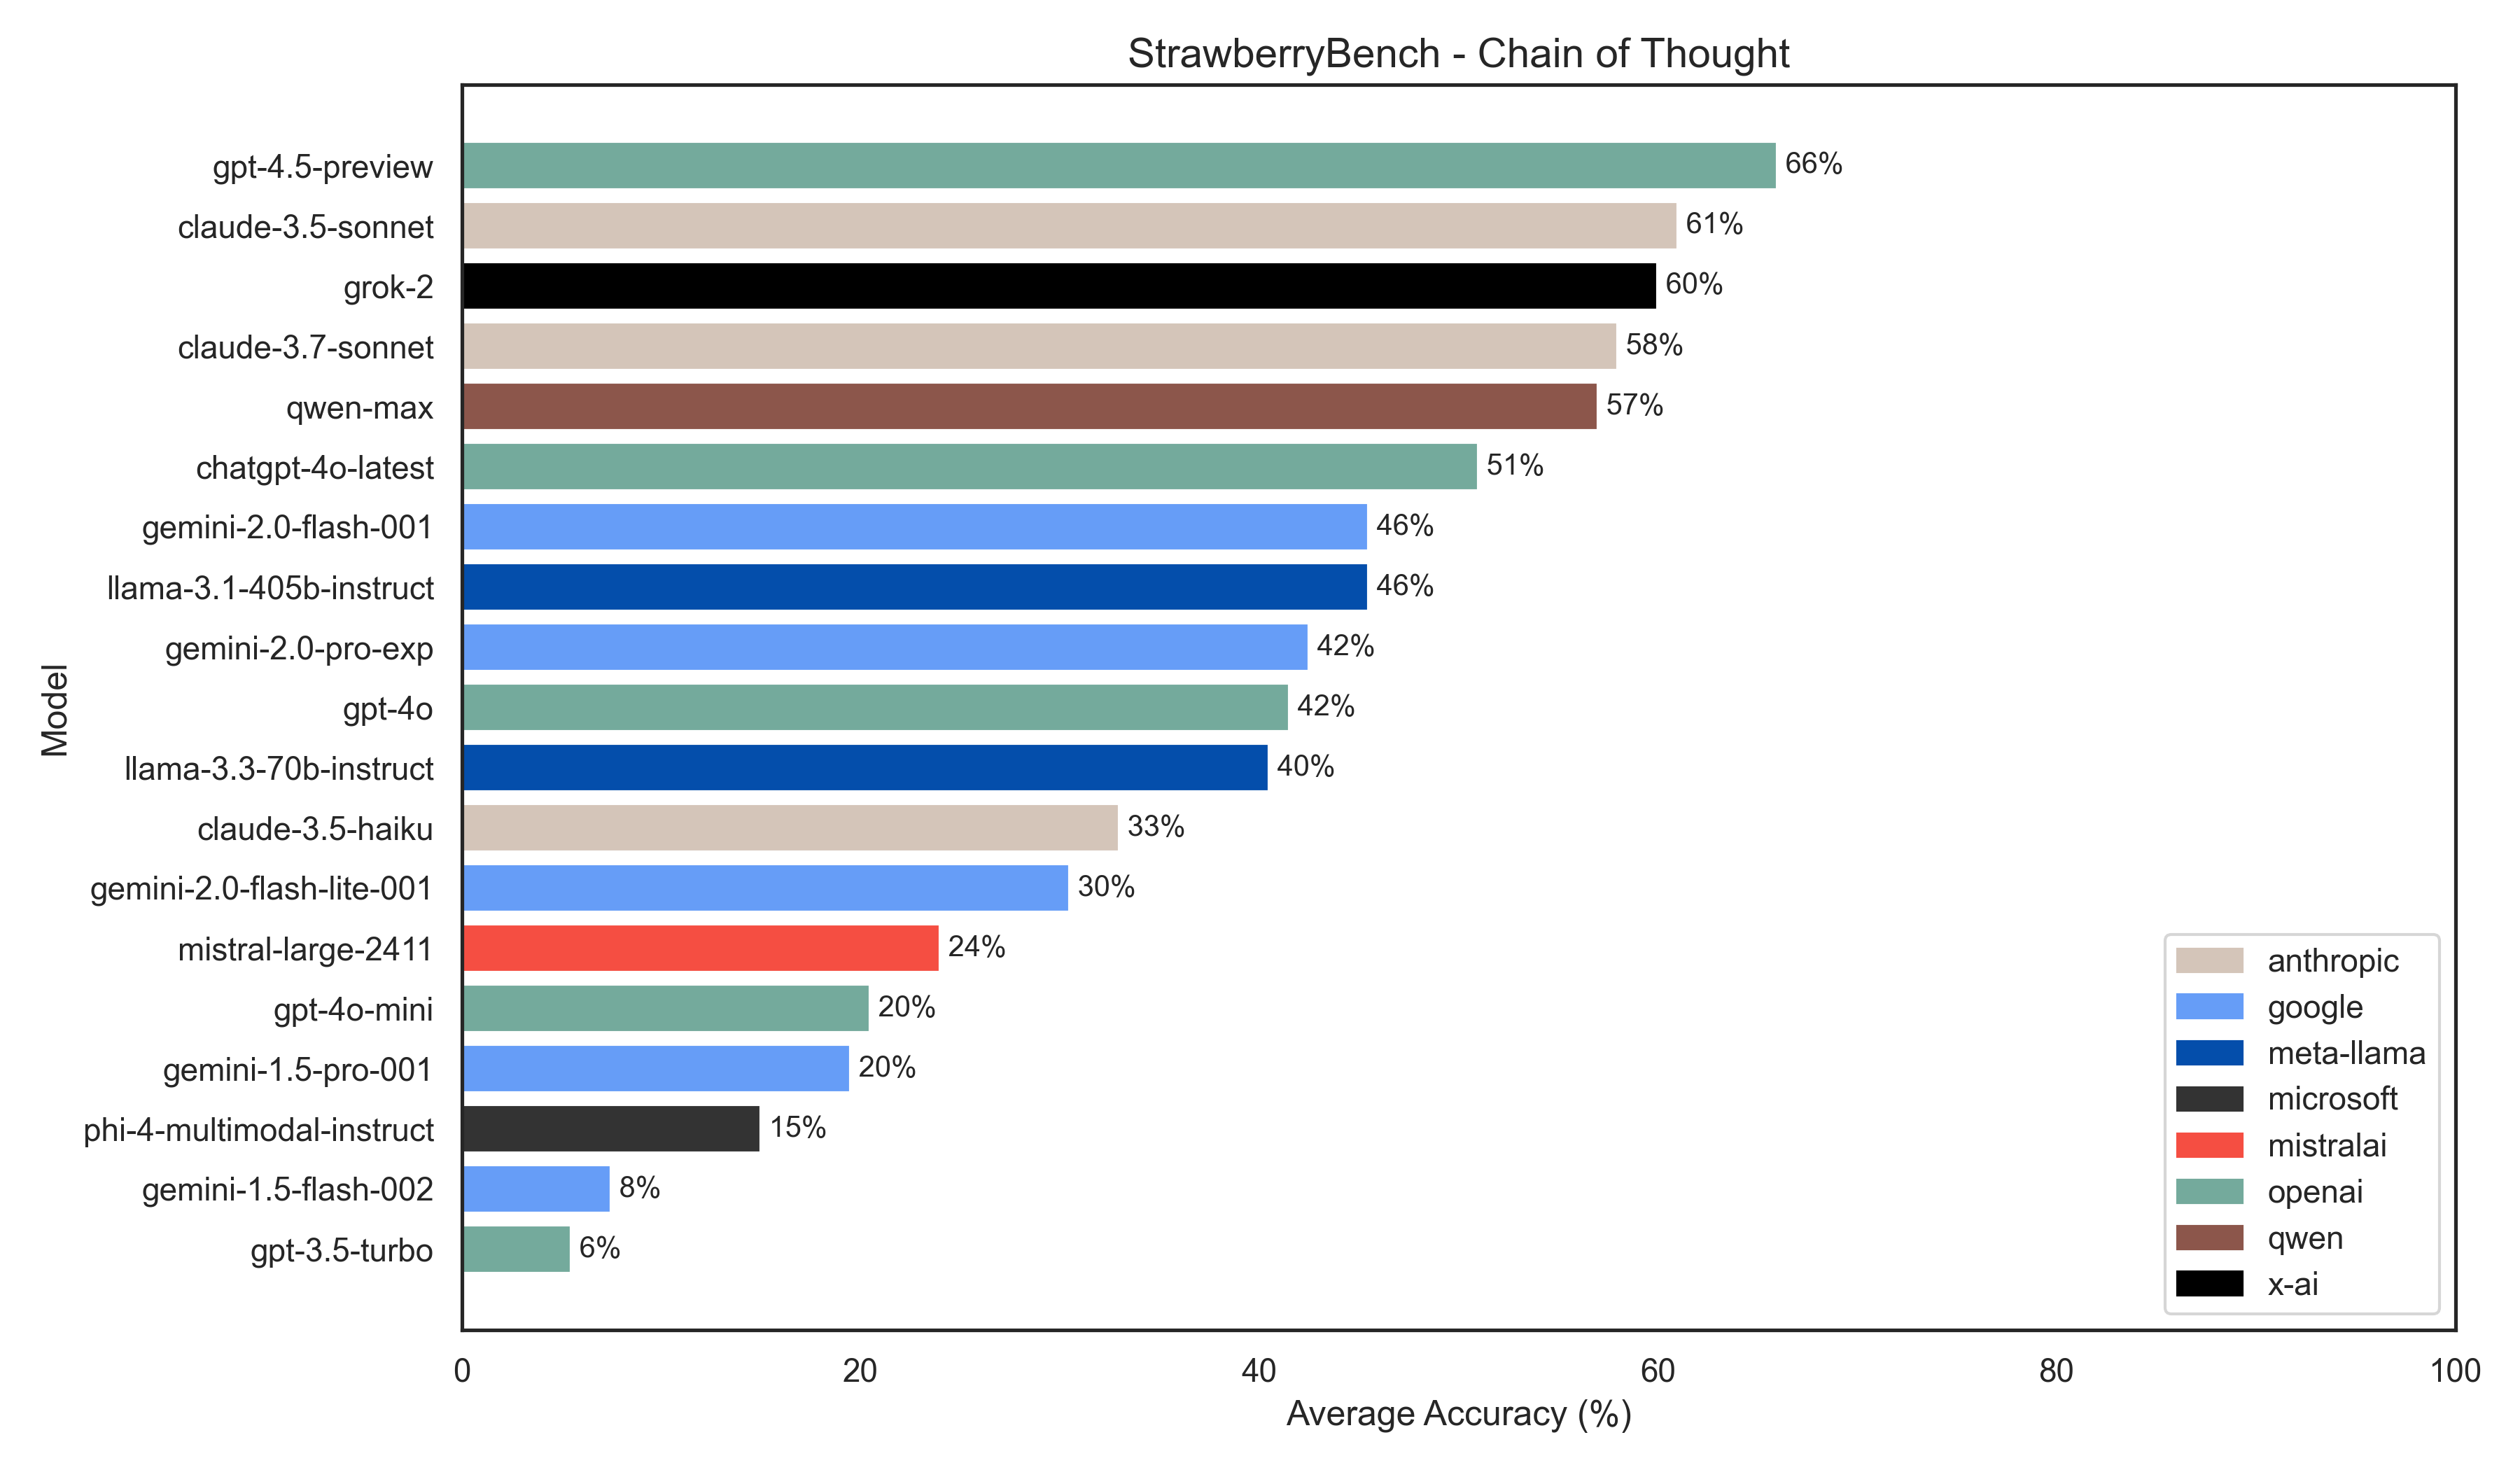 StrawberryBench - Chain of Thought
gpt-4.5-preview 66%
claude-3.5-sonnet 61%
grok-2 60%
claude-3.7-sonnet 58%
qwen-max 57%
chatgpt-4o-latest 51%
gemini-2.0-flash-001 46%
llama-3.1-405b-instruct 46%
gemini-2.0-pro-exp 42%
gpt-4o 42%
llama-3.3-70b-instruct 40%
claude-3.5-haiku 33%
gemini-2.0-flash-lite-001 30%
mistral-large-2411 24%
gpt-4o-mini 20%
gemini-1.5-pro-001 20%
phi-4-multimodal-instruct 15%
gemini-1.5-flash-002 8%
gpt-3.5-turbo 6%
Model
0 20 40 60 80 100
Average Accuracy (%)
anthropic
google
meta-llama
microsoft
mistralai
openai
qwen
x-ai